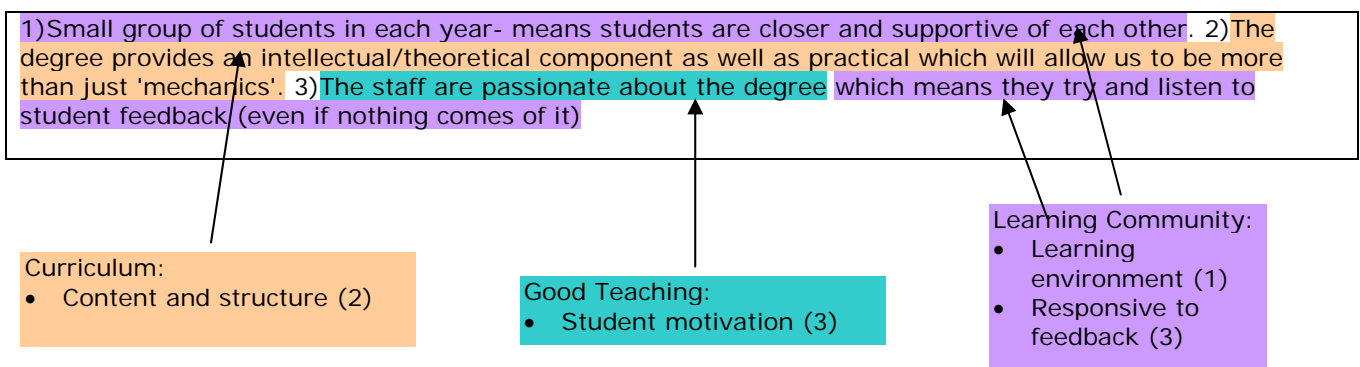 1)Small group of students in each year- means students are closer and supportive of each other. 2)The
degree provides an intellectual/theoretical component as well as practical which will allow us to be more
than just 'mechanics'. 3)The staff are passionate about the degree which means they try and listen to
student feedback (even if nothing comes of it)
Curriculum:
• Content and structure (2)
Good Teaching:
• Student motivation (3)
Learning Community:
• Learning
environment (1)
• Responsive to
feedback (3)